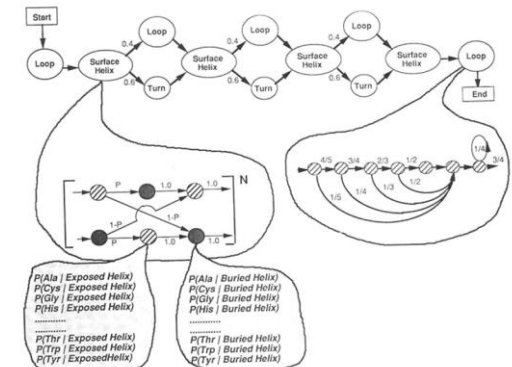 Start
Loop
Surface
Helix
0.4
Loop
0.6
Turn
Surface
Helix
0.4
Loop
0.6
Turn
Surface
Helix
0.4
Loop
0.6
Turn
Surface
Helix
Loop
End
N
P
1.0
1.0
1-P
1-P
P
1.0
1.0
4/5
3/4
2/3
1/2
1/4
3/4
1/5
1/4
1/3
1/2
P(Ala | Exposed Helix)
P(Cys | Exposed Helix)
P(Gly | Exposed Helix)
P(His | Exposed Helix)
............
............
P(Thr | Exposed Helix)
P(Trp | Exposed Helix)
P(Tyr | ExposedHelix)
P(Ala | Buried Helix)
P(Cys | Buried Helix)
P(Gly | Buried Helix)
P(His | Buried Helix)
............
............
P(Thr | Buried Helix)
P(Trp | Buried Helix)
P(Tyr | Buried Helix)